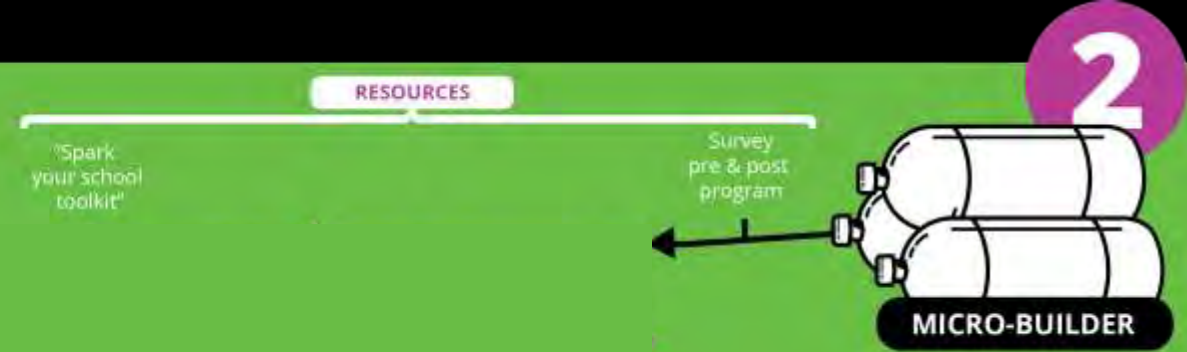 2
RESOURCES
"Spark
your school
toolkit"
Survey
pre & post
program
MICRO-BUILDER